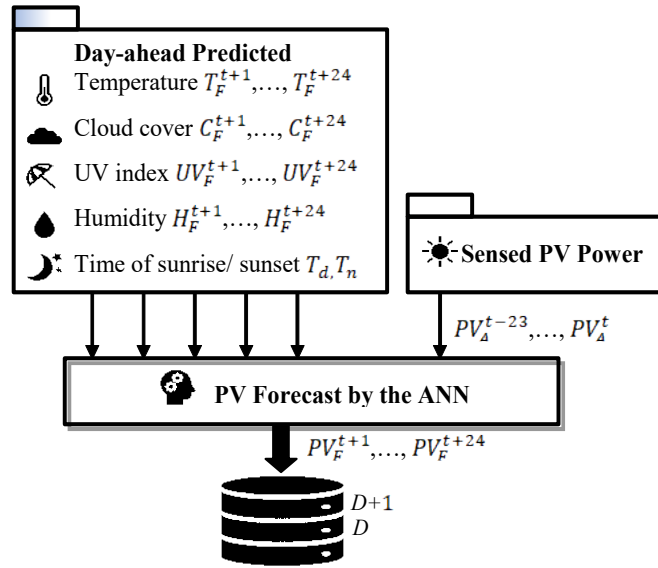 Day-ahead Predicted
Temperature $T_F^{t+1}$,…, $T_F^{t+24}$
Cloud cover $C_F^{t+1}$,…, $C_F^{t+24}$
UV index $UV_F^{t+1}$,…, $UV_F^{t+24}$
Humidity $H_F^{t+1}$,…, $H_F^{t+24}$
Time of sunrise/ sunset $T_d, T_n$
Sensed PV Power
$PV_A^{t-23}$,…, $PV_A^{t}$
PV Forecast by the ANN
$PV_F^{t+1}$,…, $PV_F^{t+24}$
D+1
D